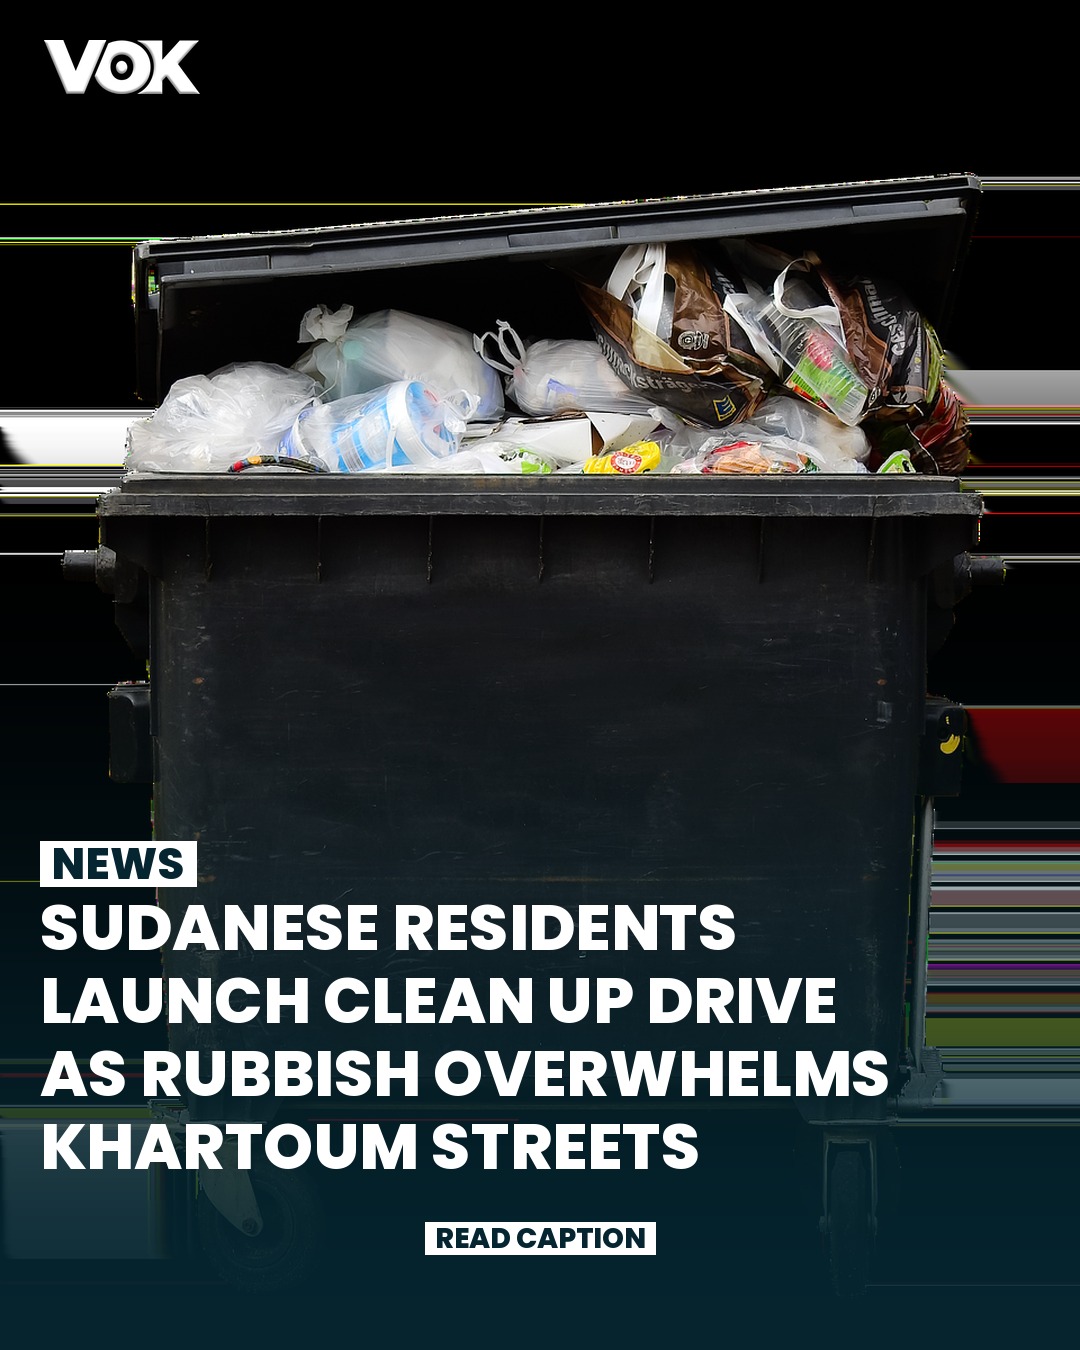 VOK
NEWS
SUDANESE RESIDENTS
LAUNCH CLEAN UP DRIVE
AS RUBBISH OVERWHELMS
KHARTOUM STREETS
READ CAPTION